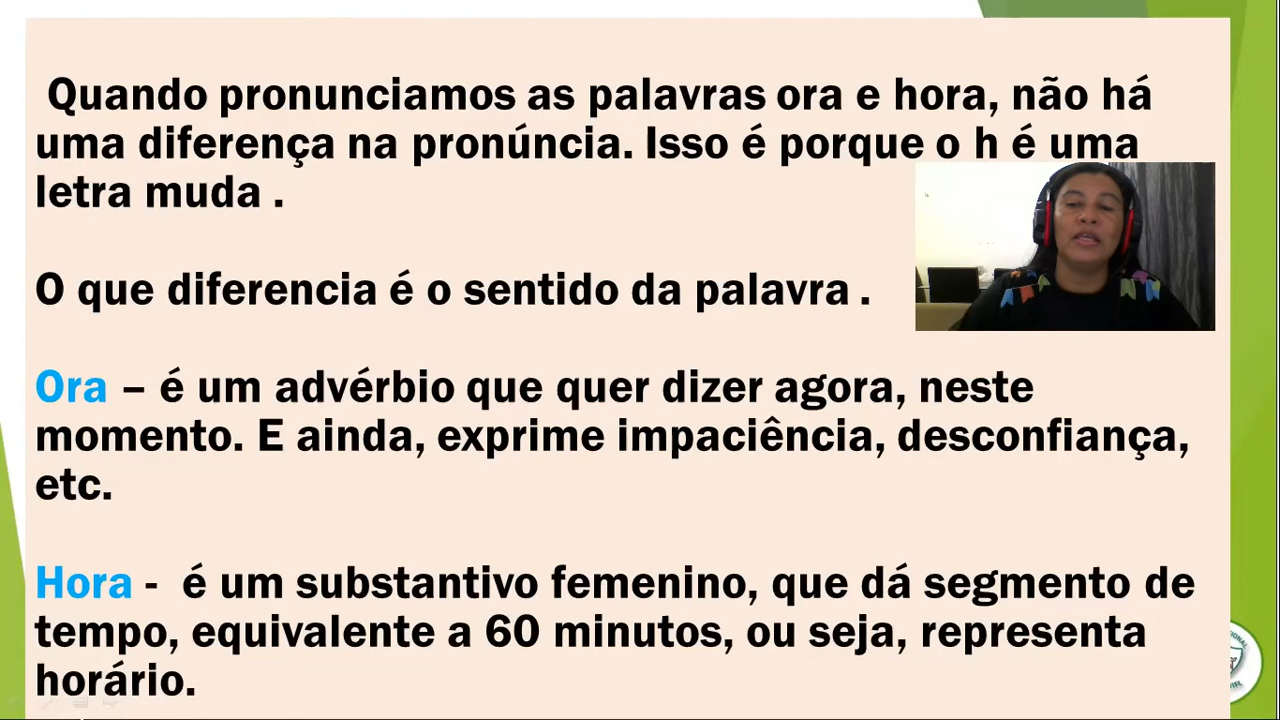 Quando pronunciamos as palavras ora e hora, não há
uma diferença na pronúncia. Isso é porque o h é uma
letra muda .
O que diferencia é o sentido da palavra .
Ora – é um advérbio que quer dizer agora, neste
momento. E ainda, exprime impaciência, desconfiança,
etc.
Hora - é um substantivo femenino, que dá segmento de
tempo, equivalente a 60 minutos, ou seja, representa
horário.